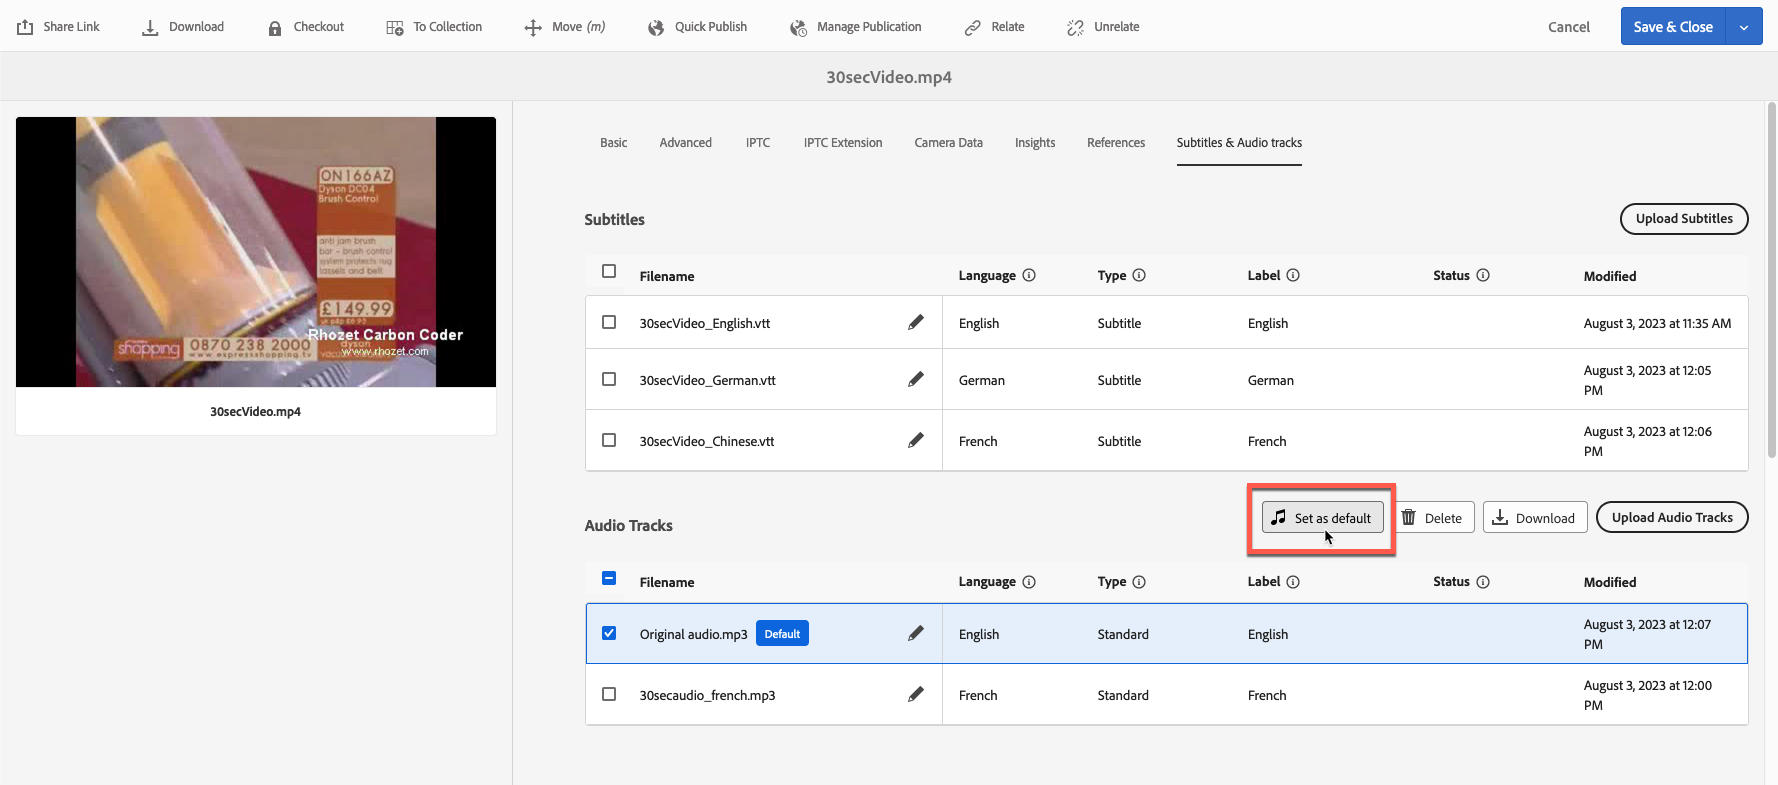 Share Link Download Checkout To Collection Move (m) Quick Publish Manage Publication Relate Unrelate Cancel Save & Close
30secVideo.mp4
ON166AZ
Dyson DC04
Brush Control
anti jam brush
bar - brush control
system protects rug
tassels and belt
£149.99
Rhozet Carbon Coder
www.rhozet.com
shopping 0870 238 2000
www.expressshopping.tv
dyson
30secVideo.mp4
Basic Advanced IPTC IPTC Extension Camera Data Insights References Subtitles & Audio tracks
Subtitles Upload Subtitles
Filename Language Type Label Status Modified
30secVideo_English.vtt English Subtitle English August 3, 2023 at 11:35 AM
30secVideo_German.vtt German Subtitle German August 3, 2023 at 12:05
PM
30secVideo_Chinese.vtt French Subtitle French August 3, 2023 at 12:06
PM
Audio Tracks Set as default Delete Download Upload Audio Tracks
Filename Language Type Label Status Modified
Original audio.mp3 Default English Standard English August 3, 2023 at 12:07
PM
30secaudio_french.mp3 French Standard French August 3, 2023 at 12:00
PM